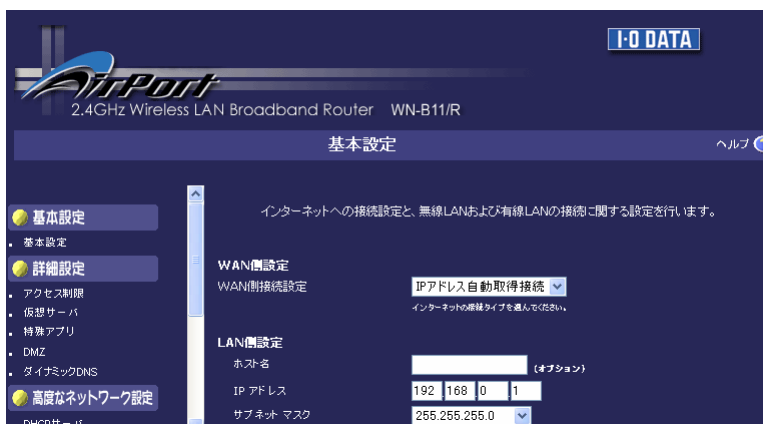 I-O DATA
AirPort
2.4GHz Wireless LAN Broadband Router WN-B11/R
基本設定
ヘルプ
インターネットへの接続設定と、無線LANおよび有線LANの接続に関する設定を行います。
基本設定
基本設定
詳細設定
アクセス制限
仮想サーバ
特殊アプリ
DMZ
ダイナミックDNS
高度なネットワーク設定
DHCPサーバ
WAN側設定
WAN側接続設定 IPアドレス自動取得接続
インターネットの接続タイプを選んでください。
LAN側設定
ホスト名 (オプション)
IP アドレス 192 .168 .0 .1
サブネット マスク 255.255.255.0